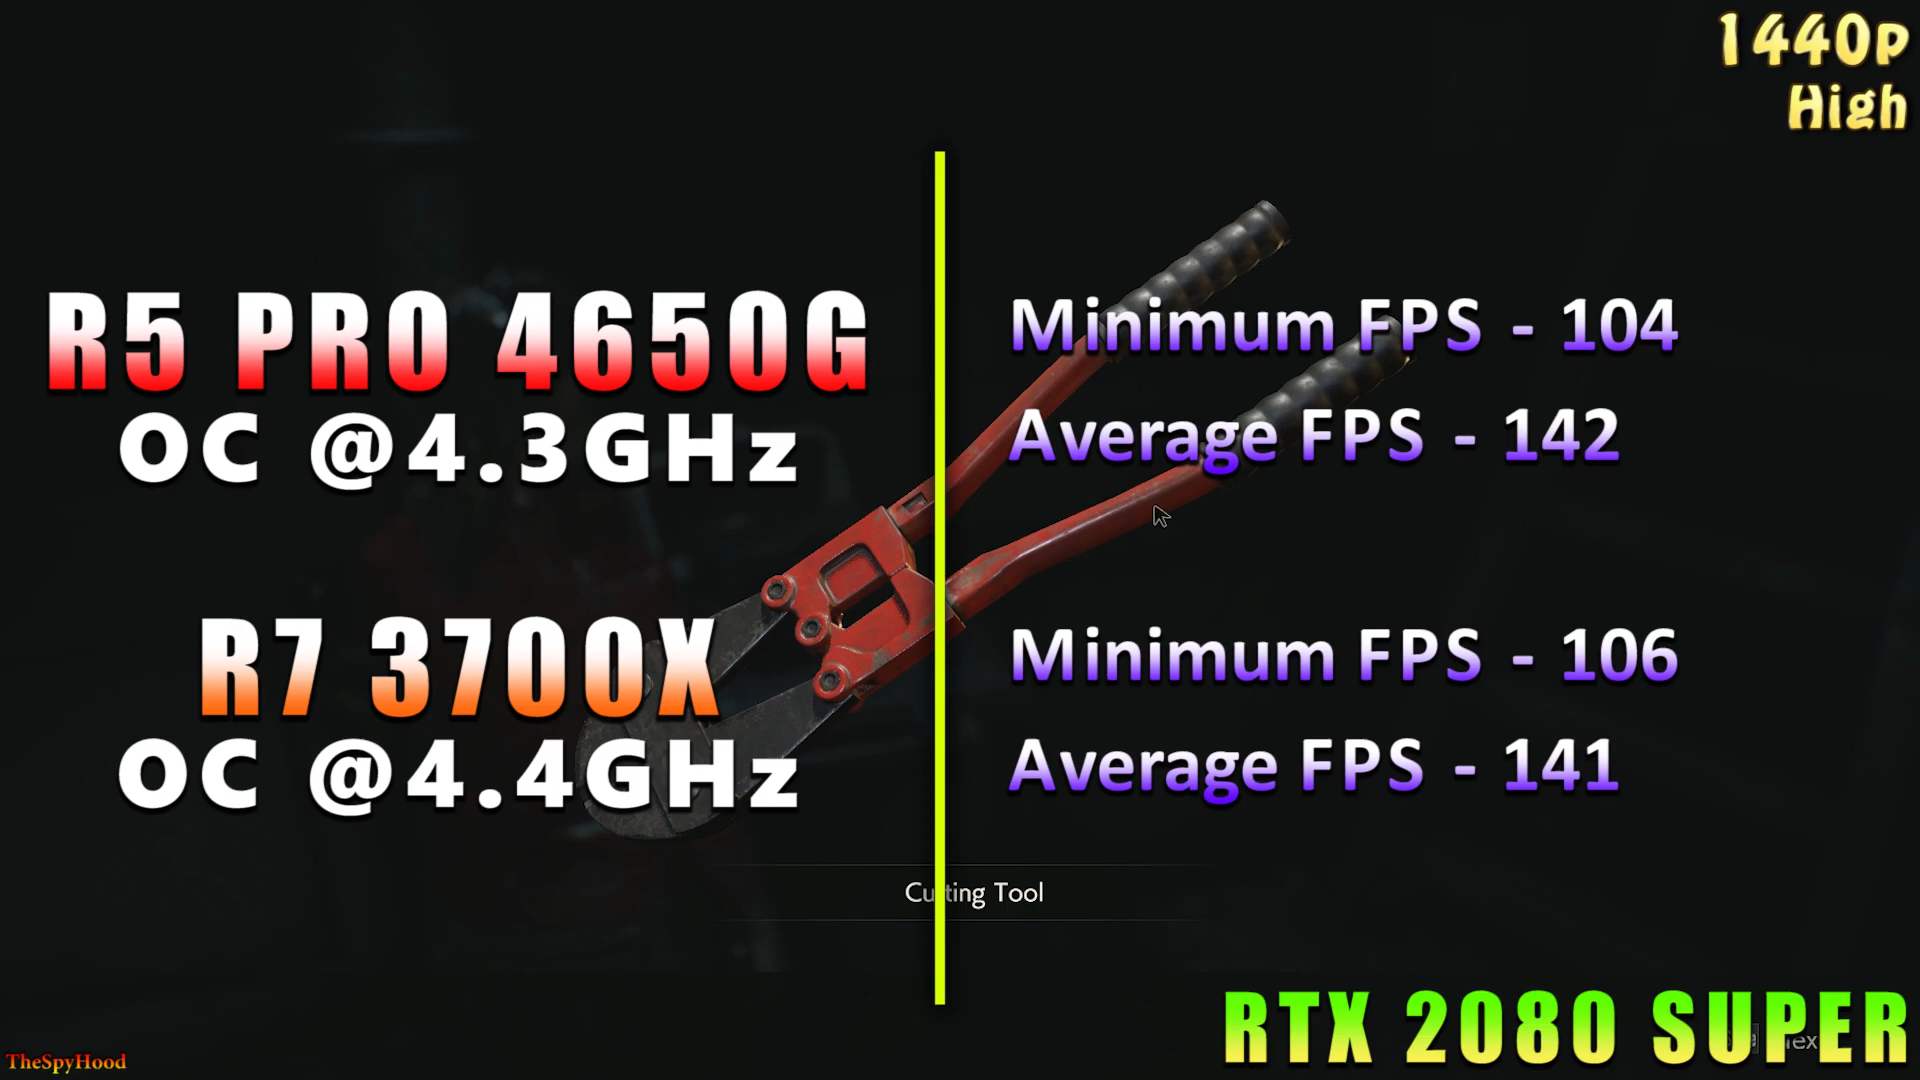 1440p
High
R5 PRO 4650G
OC @4.3GHz
Minimum FPS - 104
Average FPS - 142
R7 3700X
OC @4.4GHz
Minimum FPS - 106
Average FPS - 141
Cutting Tool
RTX 2080 SUPER
TheSpyHood